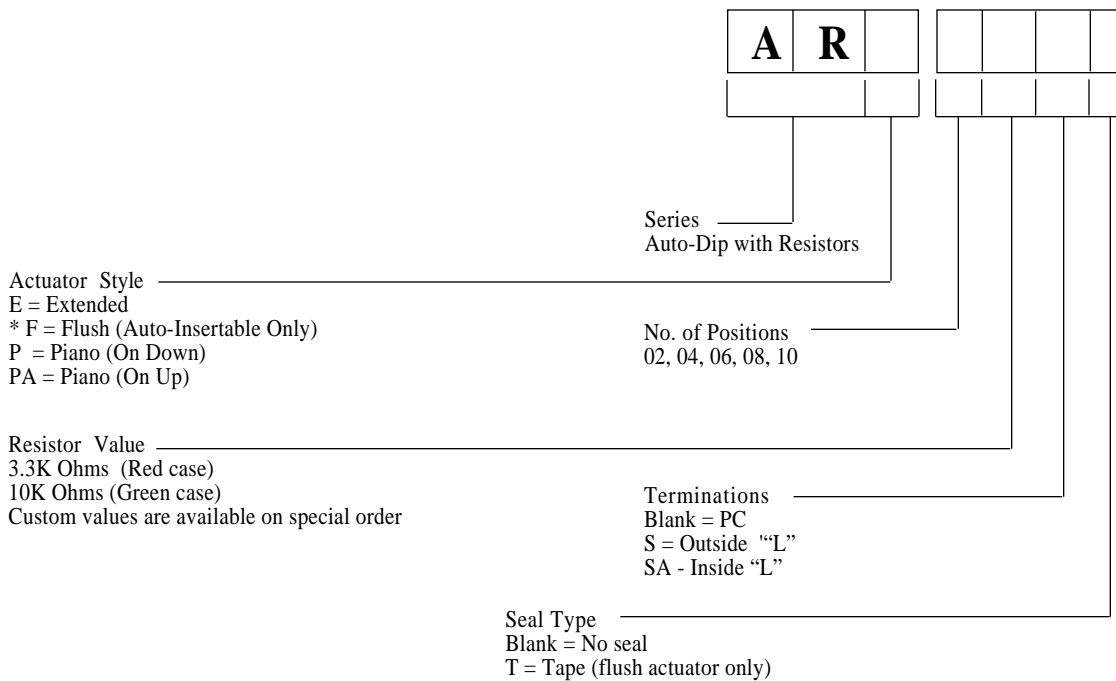 A R
Series
Auto-Dip with Resistors
Actuator Style
E = Extended
* F = Flush (Auto-Insertable Only)
P = Piano (On Down)
PA = Piano (On Up)
No. of Positions
02, 04, 06, 08, 10
Resistor Value
3.3K Ohms (Red case)
10K Ohms (Green case)
Custom values are available on special order
Terminations
Blank = PC
S = Outside '“L”
SA - Inside “L”
Seal Type
Blank = No seal
T = Tape (flush actuator only)